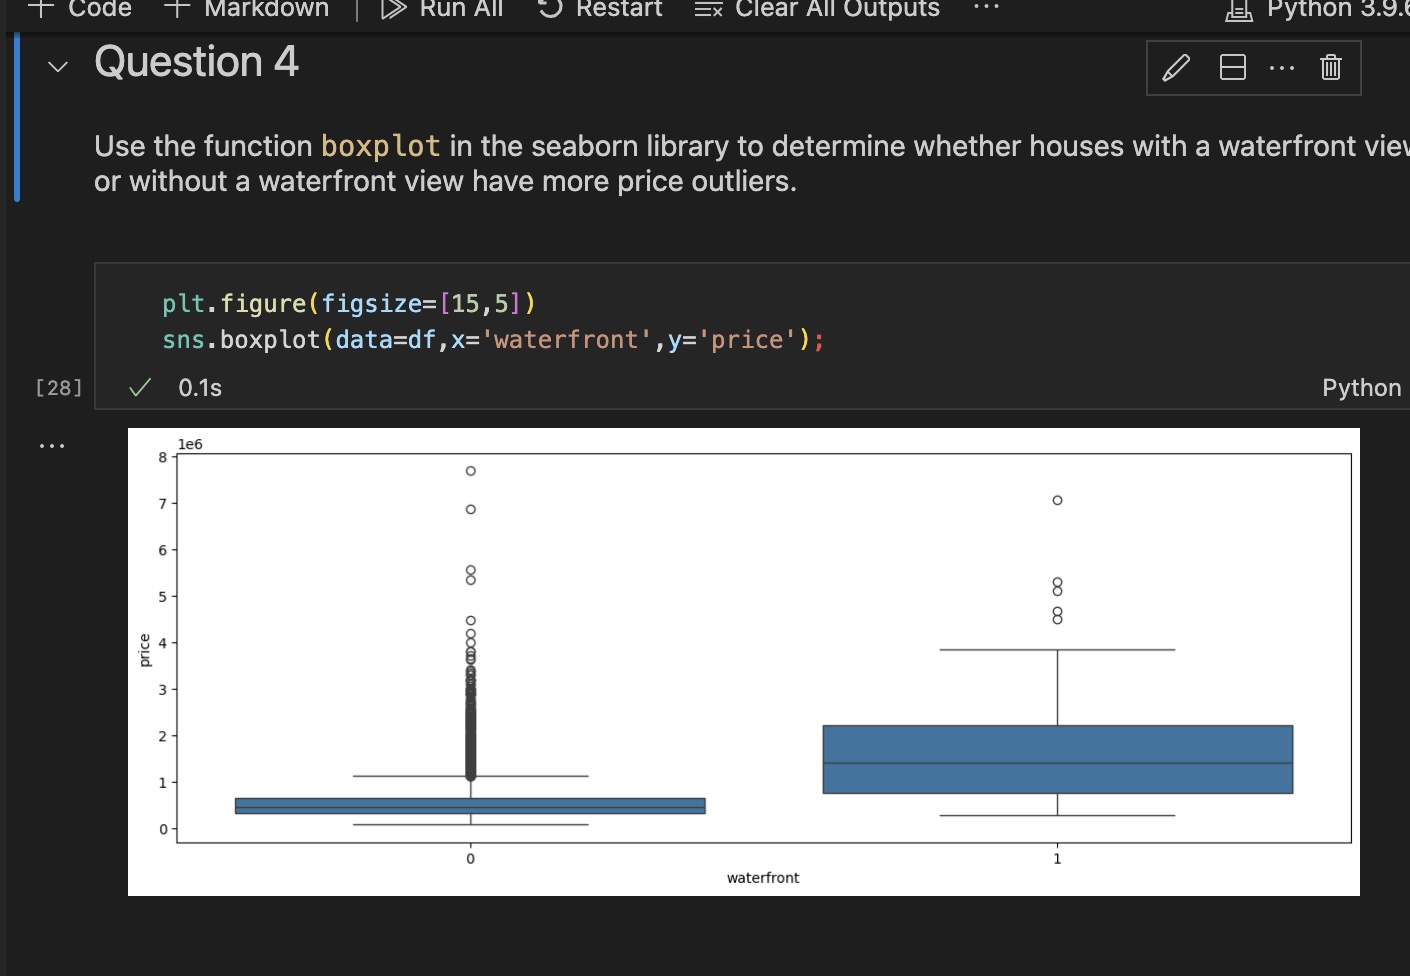 Code Markdown Run All Restart Clear All Outputs ... Python 3.9.6
Question 4
Use the function boxplot in the seaborn library to determine whether houses with a waterfront view
or without a waterfront view have more price outliers.
plt.figure(figsize=[15,5])
sns.boxplot(data=df,x='waterfront',y='price');
[28] 0.1s Python
...
1e6
8
7
6
5
4
3
2
1
0
price
0 1
waterfront